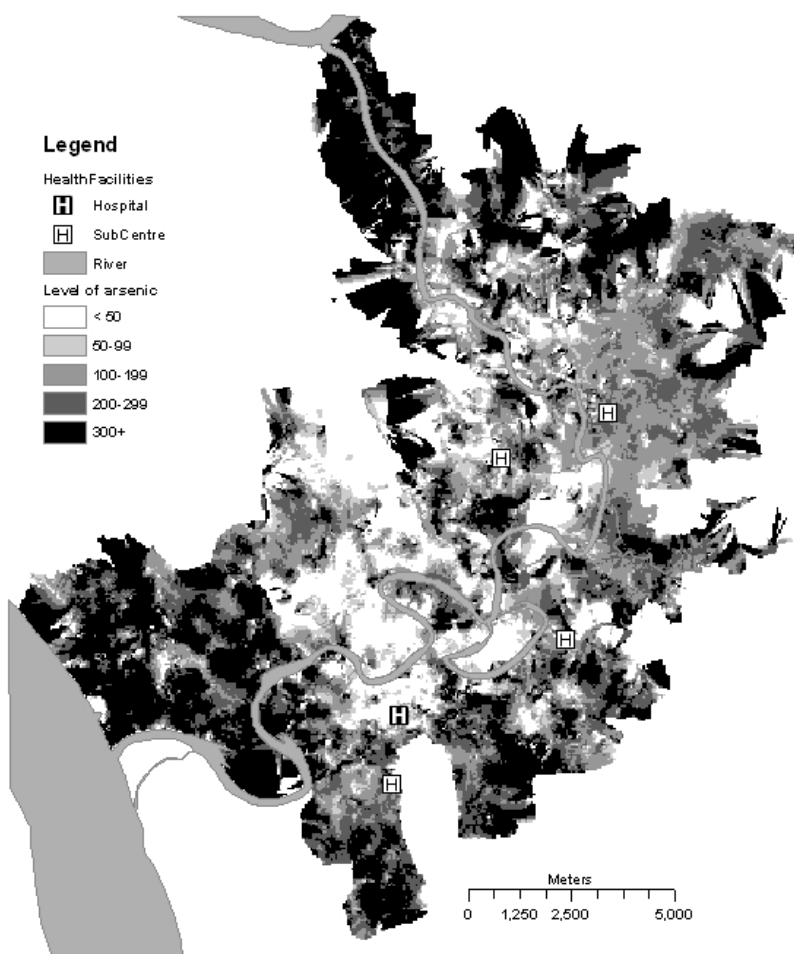 Legend
HealthFacilities
H Hospital
H SubCentre
River
Level of arsenic
< 50
50-99
100-199
200-299
300+
H
H
H
H
H
Meters
0 1,250 2,500 5,000